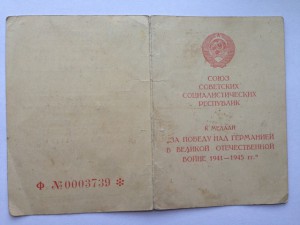 СОЮЗ
СОВЕТСКИХ
СОЦИАЛИСТИЧЕСКИХ
РЕСПУБЛИК
К МЕДАЛИ
„ЗА ПОБЕДУ НАД ГЕРМАНИЕЙ
В ВЕЛИКОЙ ОТЕЧЕСТВЕННОЙ
ВОЙНЕ 1941—1945 гг.“
Ф №0003739 ✻